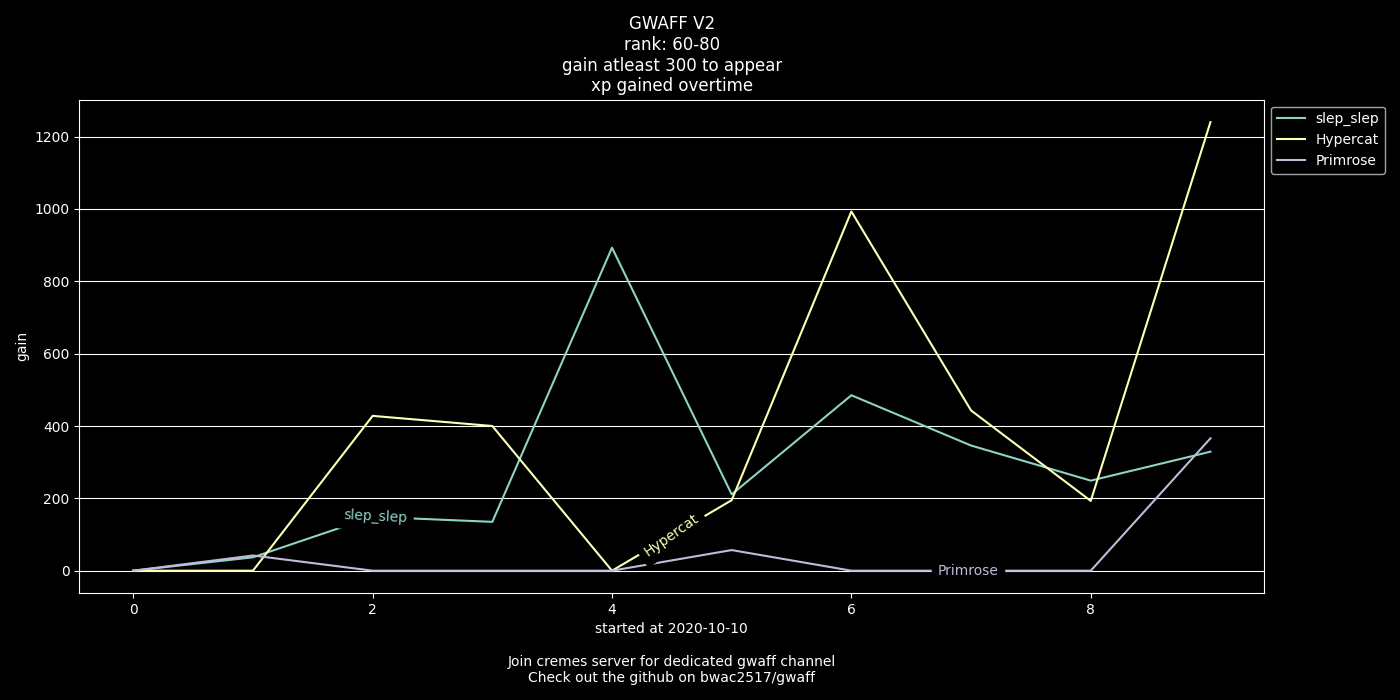 GWAFF V2
rank: 60-80
gain atleast 300 to appear
xp gained overtime
slep_slep
Hypercat
Primrose
1200
1000
800
600
400
200
0
gain
slep_slep
Hypercat
Primrose
0 2 4 6 8
started at 2020-10-10
Join cremes server for dedicated gwaff channel
Check out the github on bwac2517/gwaff